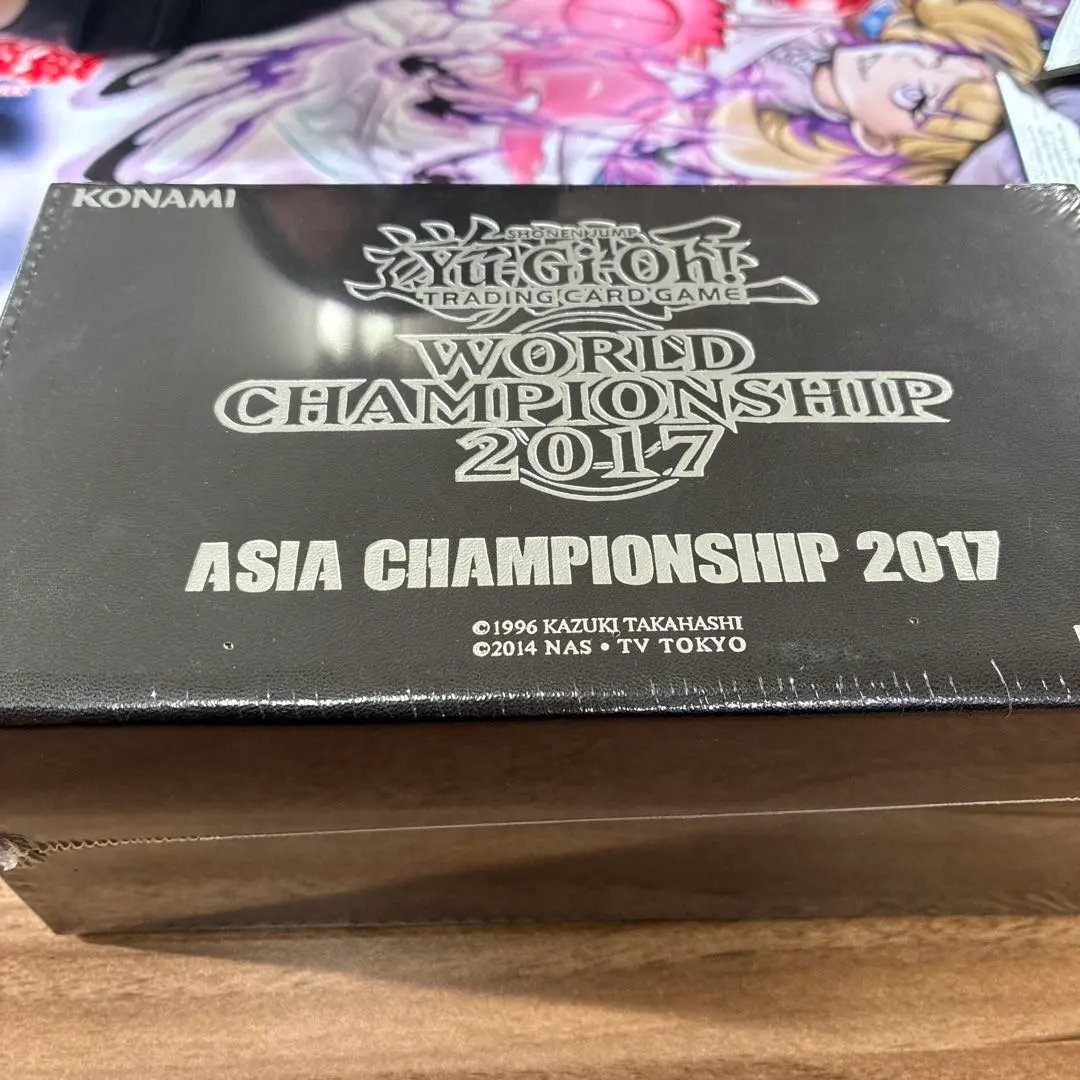 KONAMI
SHONEN JUMP
Yu-Gi-Oh!
TRADING CARD GAME
WORLD
CHAMPIONSHIP
2017
ASIA CHAMPIONSHIP 2017
©1996 KAZUKI TAKAHASHI
©2014 NAS • TV TOKYO